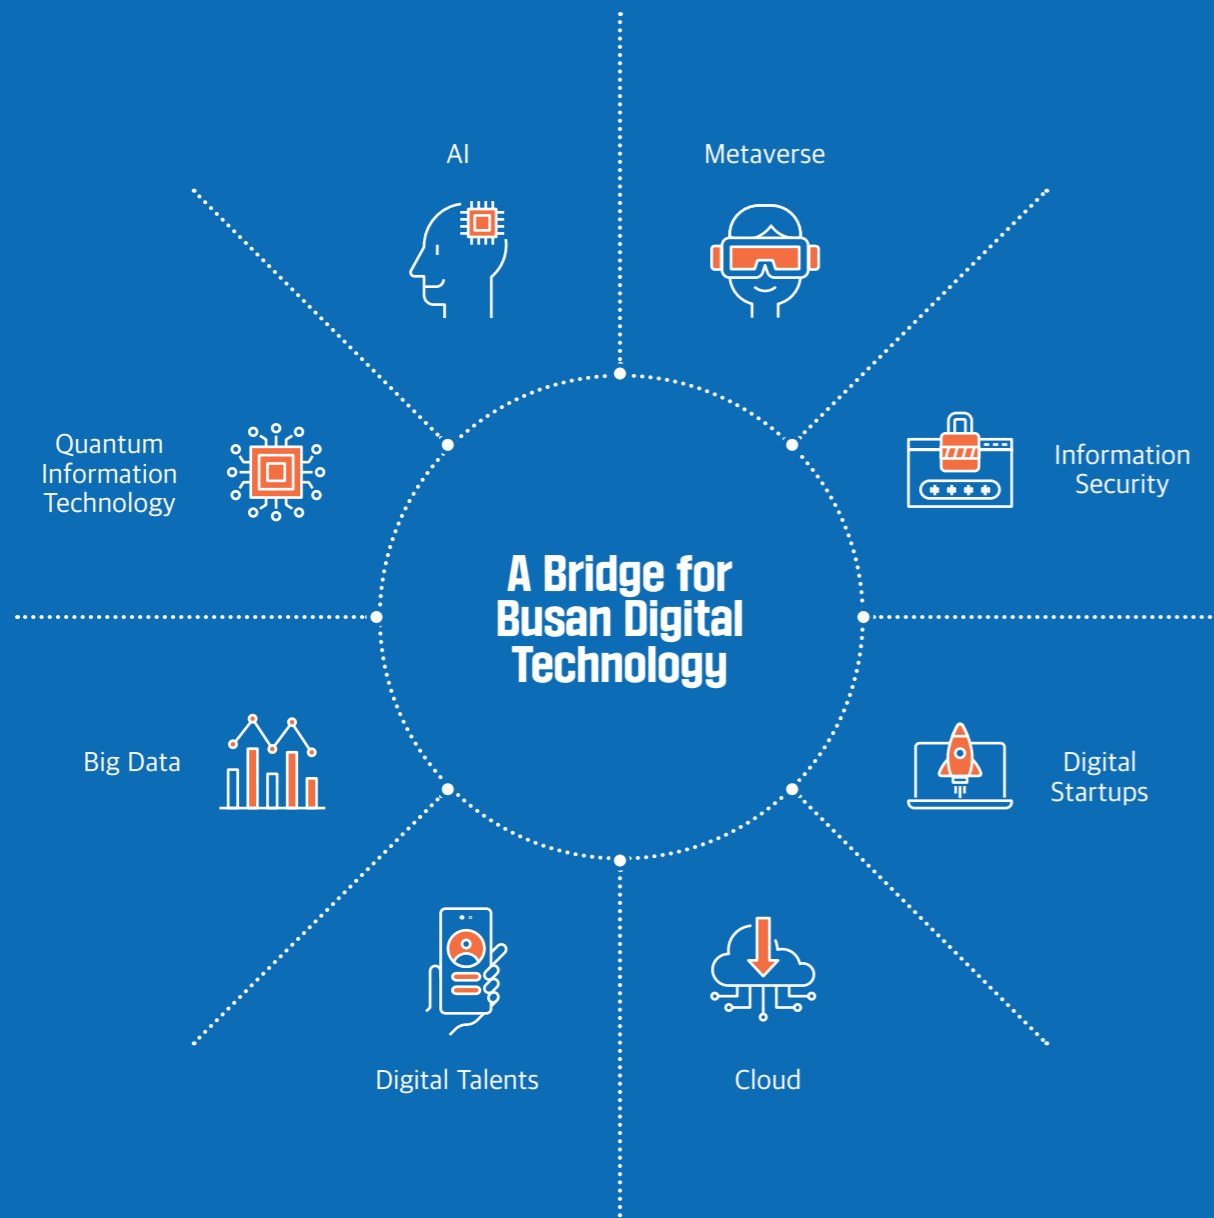 AI
Metaverse
Quantum
Information
Technology
Information
Security
A Bridge for
Busan Digital
Technology
Big Data
Digital
Startups
Digital Talents
Cloud